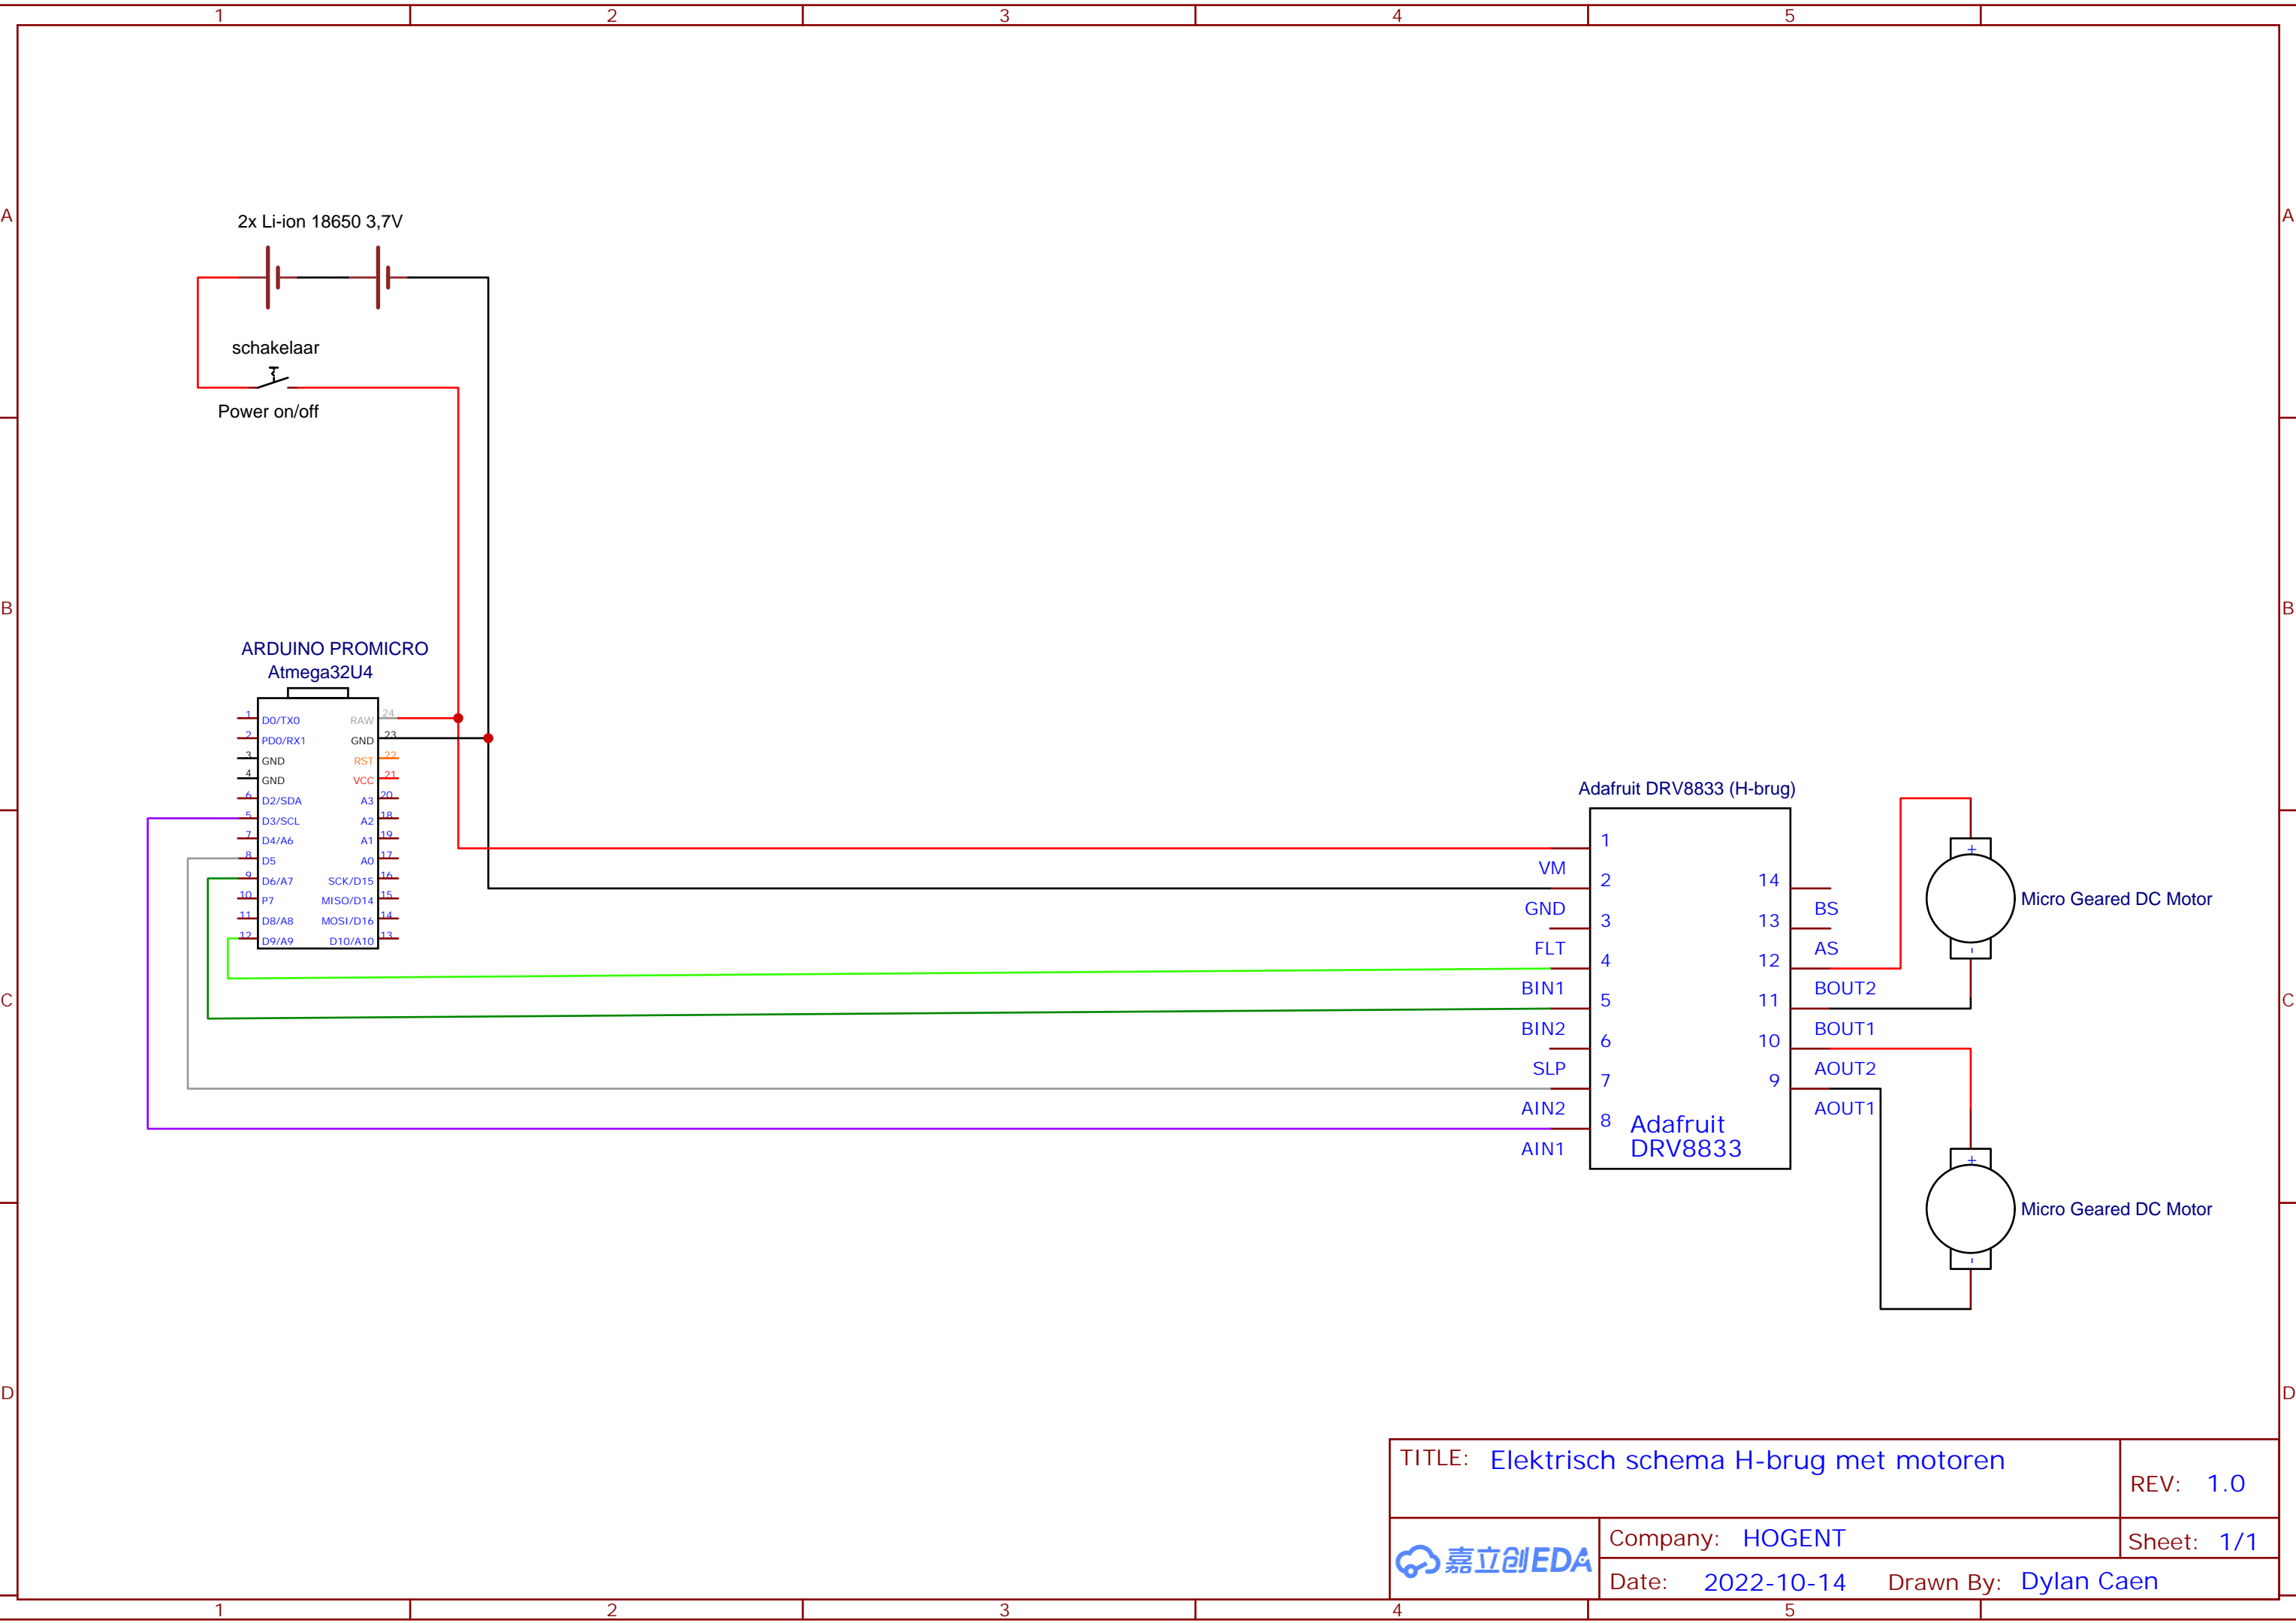 1 2 3 4 5
A A
2x Li-ion 18650 3,7V
schakelaar
Power on/off
B B
ARDUINO PROMICRO
Atmega32U4
1 D0/TX0 RAW 24
2 PD0/RX1 GND 23
3 GND RST 22
4 GND VCC 21
6 D2/SDA A3 20
5 D3/SCL A2 18
7 D4/A6 A1 19
8 D5 A0 17
9 D6/A7 SCK/D15 16
10 P7 MISO/D14 15
11 D8/A8 MOSI/D16 14
12 D9/A9 D10/A10 13
Adafruit DRV8833 (H-brug)
1
VM
2 14
GND BS
3 13
FLT AS
4 12
BIN1 BOUT2
5 11
BIN2 BOUT1
6 10
SLP AOUT2
7 9
AIN2 AOUT1
8
AIN1
Adafruit
DRV8833
+
Micro Geared DC Motor
-
+
Micro Geared DC Motor
-
C C
D D
TITLE: Elektrisch schema H-brug met motoren
REV: 1.0
嘉立创EDA
Company: HOGENT
Sheet: 1/1
Date: 2022-10-14 Drawn By: Dylan Caen
1 2 3 4 5